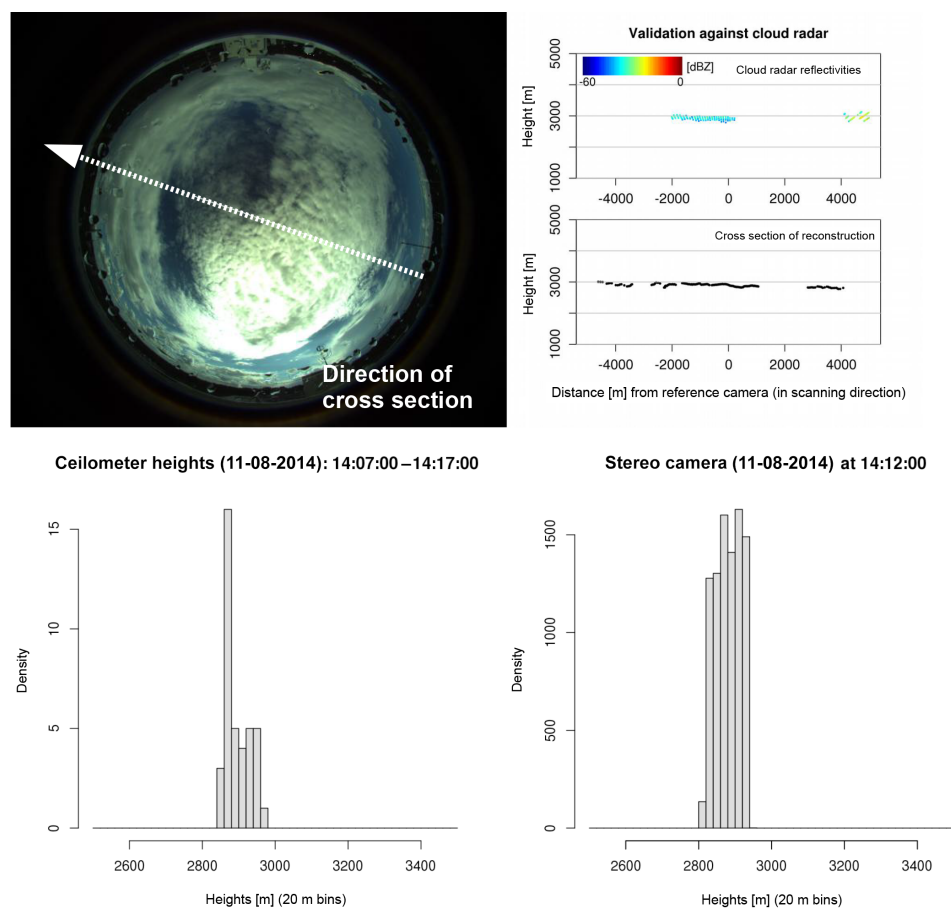 Direction of
cross section
Validation against cloud radar
-60
0
[dBZ]
Cloud radar reflectivities
Height [m]
1000
3000
5000
-4000 -2000 0 2000 4000
Cross section of reconstruction
Height [m]
1000
3000
5000
-4000 -2000 0 2000 4000
Distance [m] from reference camera (in scanning direction)
Ceilometer heights (11-08-2014): 14:07:00–14:17:00
Density
0
5
10
15
2600 2800 3000 3200 3400
Heights [m] (20 m bins)
Stereo camera (11-08-2014) at 14:12:00
Density
0
500
1000
1500
2600 2800 3000 3200 3400
Heights [m] (20 m bins)